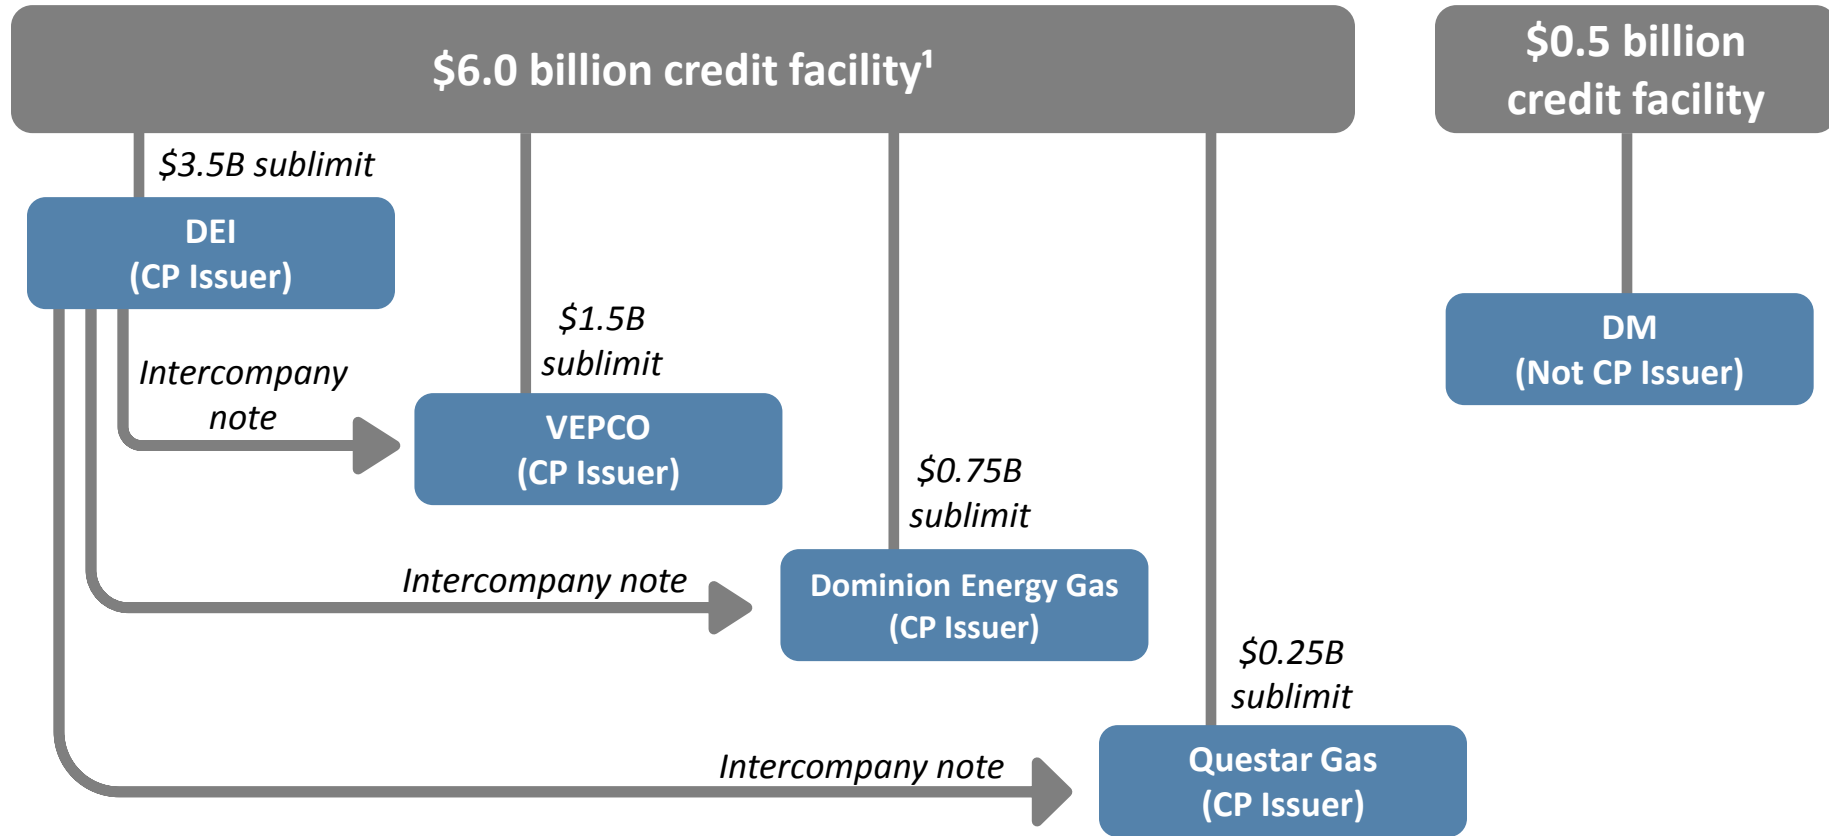 $6.0 billion credit facility¹
$0.5 billion
credit facility
$3.5B sublimit
DEI
(CP Issuer)
$1.5B
sublimit
DM
(Not CP Issuer)
Intercompany
note
VEPCO
(CP Issuer)
$0.75B
sublimit
Intercompany note
Dominion Energy Gas
(CP Issuer)
$0.25B
sublimit
Intercompany note
Questar Gas
(CP Issuer)